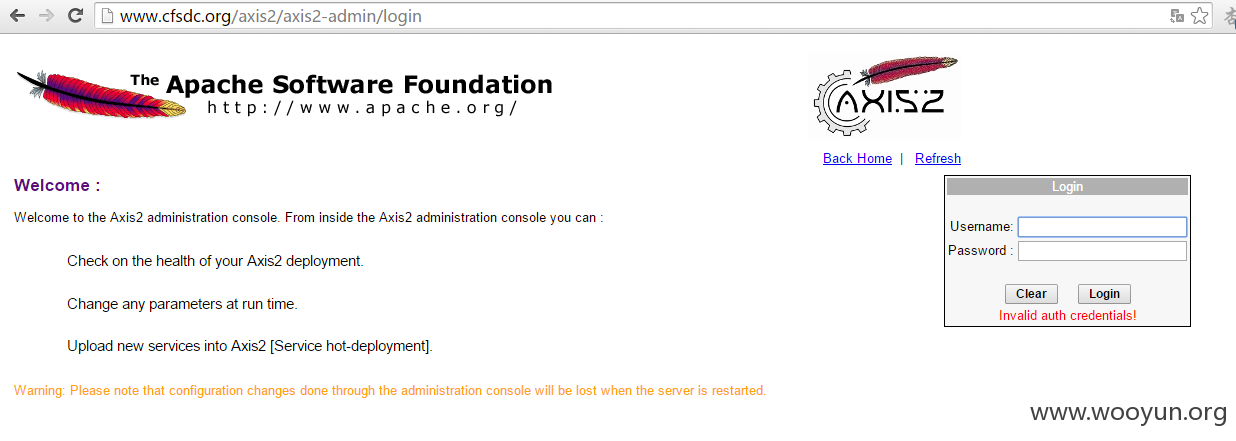 www.cfsdc.org/axis2/axis2-admin/login
The Apache Software Foundation
http://www.apache.org/
AXIS2
Back Home | Refresh
Welcome :
Login
Welcome to the Axis2 administration console. From inside the Axis2 administration console you can :
Username:
Password :
Check on the health of your Axis2 deployment.
Clear
Login
Change any parameters at run time.
Invalid auth credentials!
Upload new services into Axis2 [Service hot-deployment].
Warning: Please note that configuration changes done through the administration console will be lost when the server is restarted.
www.wooyun.org